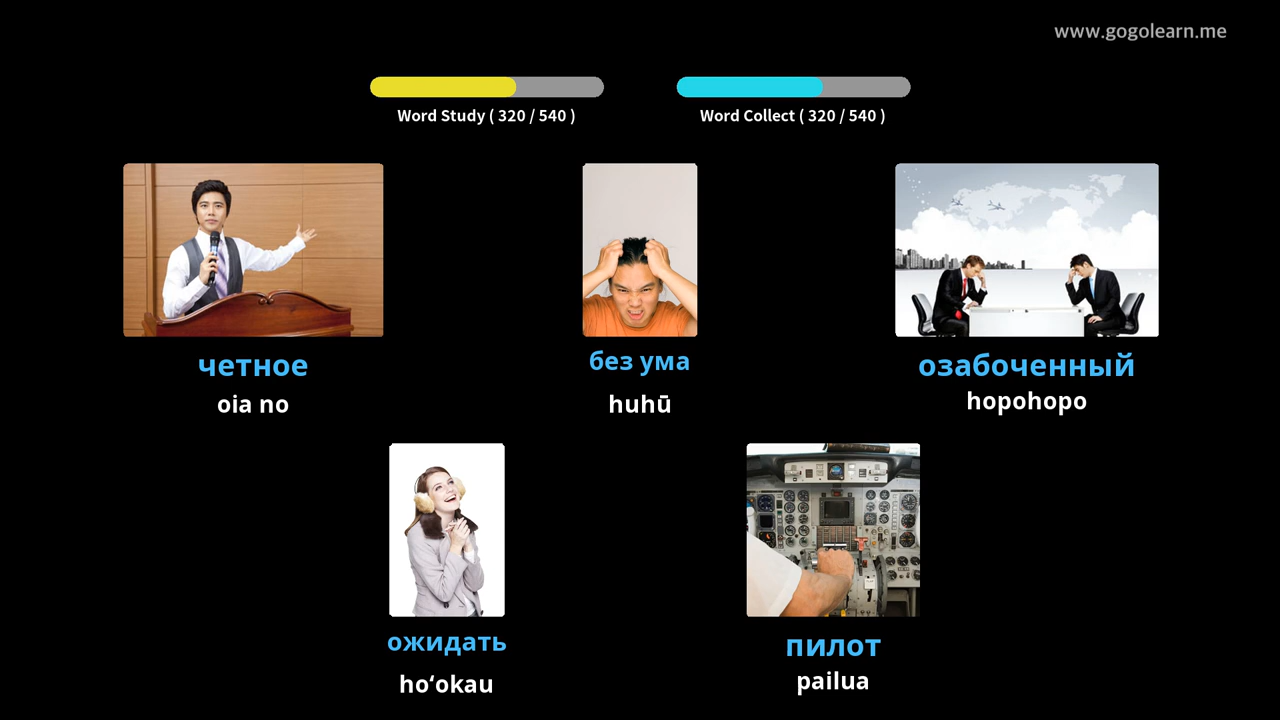 www.gogolearn.me
Word Study ( 320 / 540 )
Word Collect ( 320 / 540 )
четное
oia no
без ума
huhū
озабоченный
hopohopo
ожидать
hoʻokau
пилот
pailua